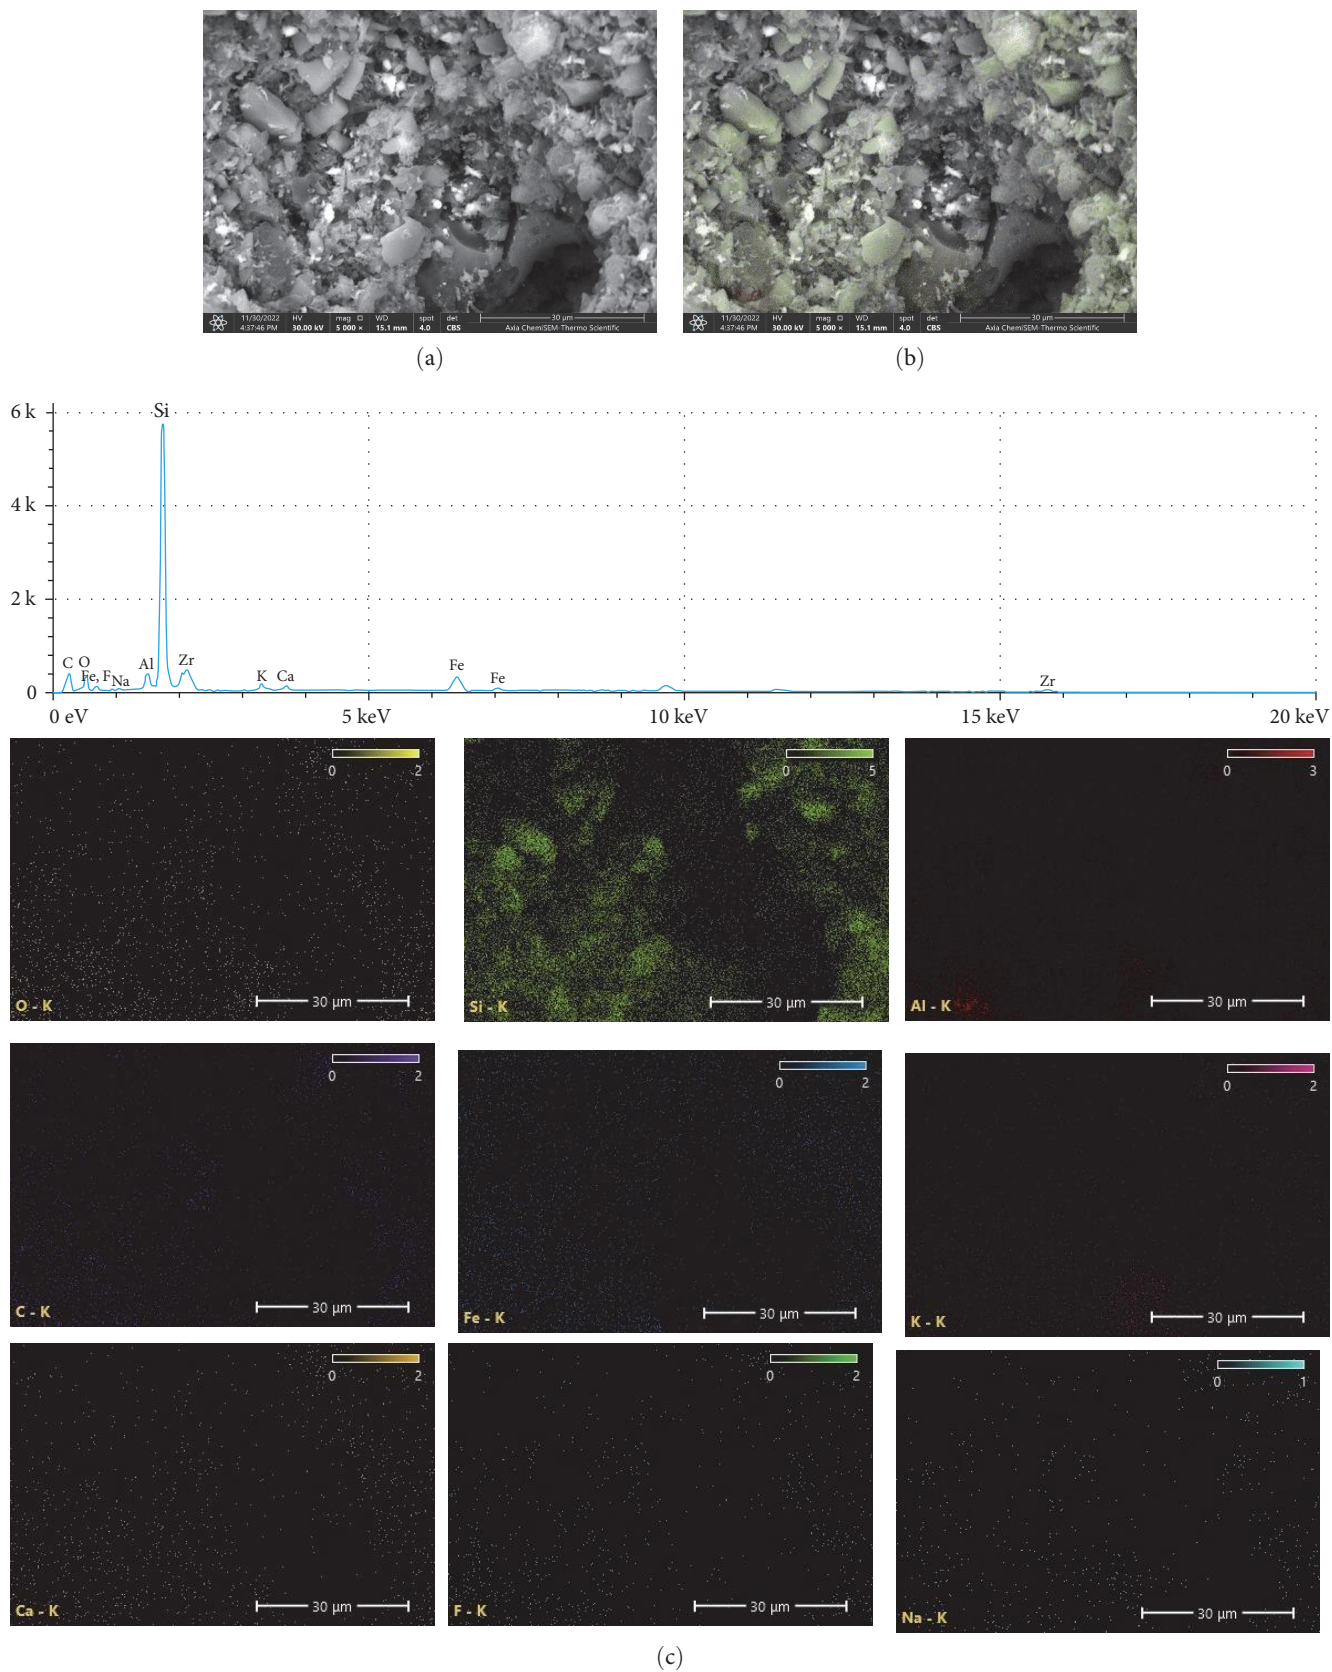 11/30/2022 HV mag □ WD spot det 30 µm
4:37:46 PM 30.00 kV 5 000 × 15.1 mm 4.0 CBS Axia ChemiSEM-Thermo Scientific
11/30/2022 HV mag □ WD spot det 30 µm
4:37:46 PM 30.00 kV 5 000 × 15.1 mm 4.0 CBS Axia ChemiSEM-Thermo Scientific
(a) (b)
6 k
Si
4 k
2 k
C O Fe, F Na Al Zr K Ca Fe Fe Zr
0
0 eV 5 keV 10 keV 15 keV 20 keV
0 2
30 µm
O - K
0 5
30 µm
Si - K
0 3
30 µm
Al - K
0 2
30 µm
C - K
0 2
30 µm
Fe - K
0 2
30 µm
K - K
0 2
30 µm
Ca - K
0 2
30 µm
F - K
0 1
30 µm
Na - K
(c)